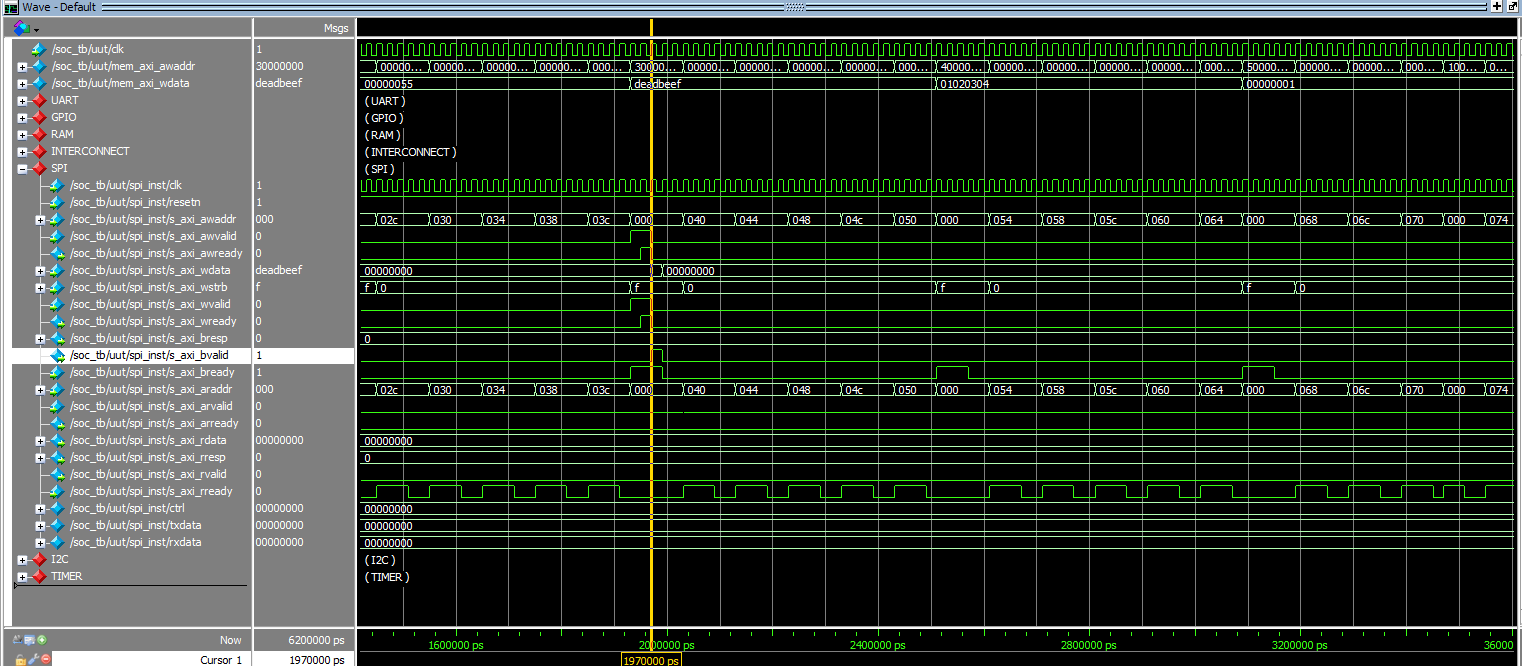 Wave - Default
Msgs
/soc_tb/uut/clk 1
/soc_tb/uut/mem_axi_awaddr 30000000 00000... 00000... 00000... 00000... 000... 30000... 00000... 00000... 00000... 00000... 000... 40000... 00000... 00000... 00000... 00000... 000... 50000... 00000... 00000... 000... 100... 0...
/soc_tb/uut/mem_axi_wdata deadbeef 00000055 deadbeef 01020304 00000001
UART (UART)
GPIO (GPIO)
RAM (RAM)
INTERCONNECT (INTERCONNECT)
SPI (SPI)
/soc_tb/uut/spi_inst/clk 1
/soc_tb/uut/spi_inst/resetn 1
/soc_tb/uut/spi_inst/s_axi_awaddr 000 02c 030 034 038 03c 000 040 044 048 04c 050 000 054 058 05c 060 064 000 068 06c 070 000 074
/soc_tb/uut/spi_inst/s_axi_awvalid 0
/soc_tb/uut/spi_inst/s_axi_awready 0
/soc_tb/uut/spi_inst/s_axi_wdata deadbeef 00000000 00000000
/soc_tb/uut/spi_inst/s_axi_wstrb f f 0 f 0 f 0 f 0
/soc_tb/uut/spi_inst/s_axi_wvalid 0
/soc_tb/uut/spi_inst/s_axi_wready 0
/soc_tb/uut/spi_inst/s_axi_bresp 0 0
/soc_tb/uut/spi_inst/s_axi_bvalid 1
/soc_tb/uut/spi_inst/s_axi_bready 1
/soc_tb/uut/spi_inst/s_axi_araddr 000 02c 030 034 038 03c 000 040 044 048 04c 050 000 054 058 05c 060 064 000 068 06c 070 000 074
/soc_tb/uut/spi_inst/s_axi_arvalid 0
/soc_tb/uut/spi_inst/s_axi_arready 0
/soc_tb/uut/spi_inst/s_axi_rdata 00000000 00000000
/soc_tb/uut/spi_inst/s_axi_rresp 0 0
/soc_tb/uut/spi_inst/s_axi_rvalid 0
/soc_tb/uut/spi_inst/s_axi_rready 0
/soc_tb/uut/spi_inst/ctrl 00000000 00000000
/soc_tb/uut/spi_inst/txdata 00000000 00000000
/soc_tb/uut/spi_inst/rxdata 00000000 00000000
I2C (I2C)
TIMER (TIMER)
Now 6200000 ps 1600000 ps 2000000 ps 2400000 ps 2800000 ps 3200000 ps 36000
Cursor 1 1970000 ps 1970000 ps